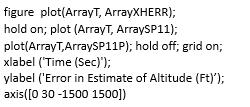 figure  plot(ArrayT, ArrayXHERR);
hold on; plot (ArrayT, ArraySP11);
plot(ArrayT,ArraySP11P); hold off; grid on;
xlabel ('Time (Sec)');
ylabel ('Error in Estimate of Altitude (Ft)’);
axis([0 30 -1500 1500])